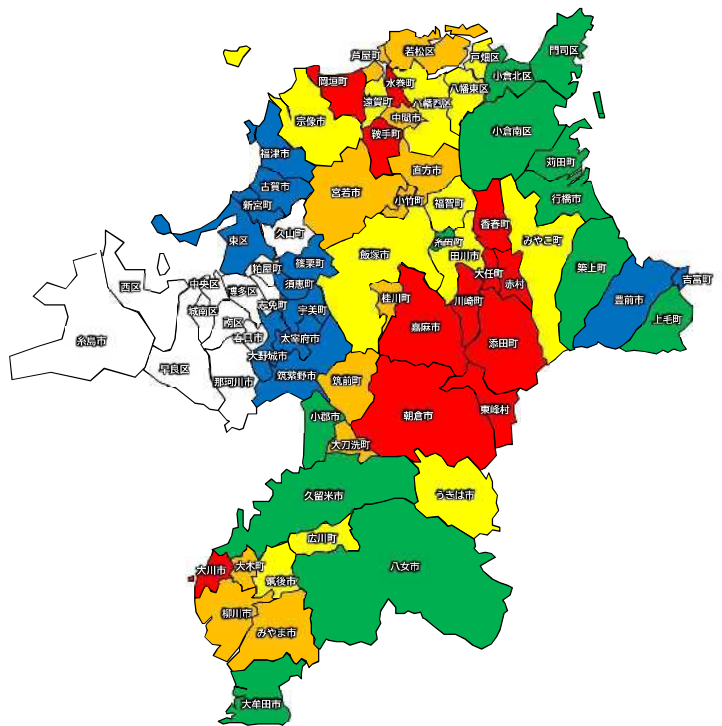 門司区
若松区
芦屋町
戸畑区
小倉北区
岡垣町
水巻町
八幡東区
遠賀町
八幡西区
宗像市
中間市
小倉南区
鞍手町
福津市
苅田町
直方市
古賀市
宮若市
行橋市
小竹町
福智町
新宮町
香春町
久山町
東区
みやこ町
糸田町
飯塚市
田川市
篠栗町
粕屋町
築上町
大任町
吉富町
西区
中央区
須恵町
赤村
博多区
桂川町
豊前市
志免町
川崎町
城南区
宇美町
上毛町
南区
嘉麻市
春日市
太宰府市
糸島市
添田町
大野城市
早良区
筑紫野市
那珂川市
筑前町
東峰村
小郡市
朝倉市
大刀洗町
久留米市
うきは市
広川町
大川市
大木町
八女市
筑後市
柳川市
みやま市
大牟田市